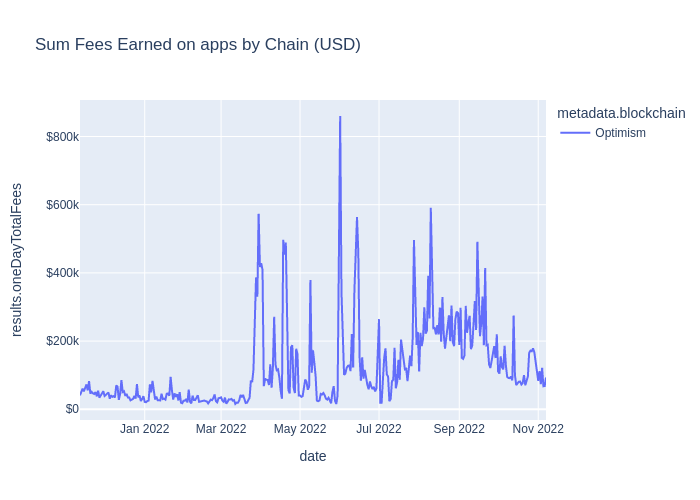 Sum Fees Earned on apps by Chain (USD)
metadata.blockchain
Optimism
$800k
$600k
$400k
$200k
$0
results.oneDayTotalFees
Jan 2022
Mar 2022
May 2022
Jul 2022
Sep 2022
Nov 2022
date